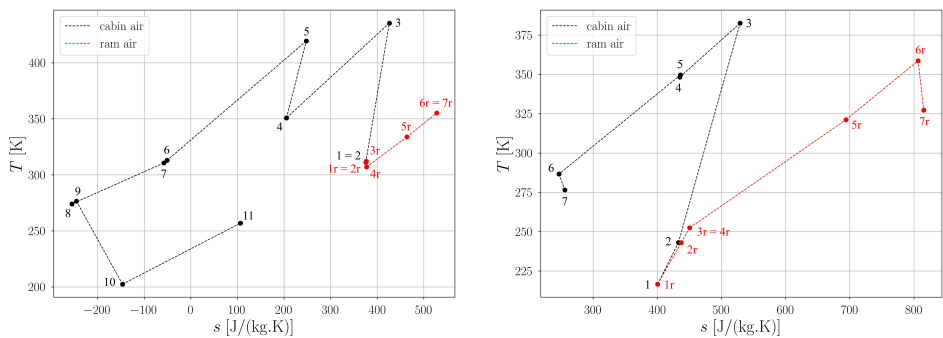 cabin air
ram air
T [K]
400
350
300
250
200
−200
−100
0
100
200
300
400
500
s [J/(kg.K)]
3
5
4
6r = 7r
5r
6
7
1 = 2
3r
1r = 2r
4r
9
8
11
10
cabin air
ram air
T [K]
375
350
325
300
275
250
225
300
400
500
600
700
800
s [J/(kg.K)]
3
6r
5
4
7r
5r
6
7
2
3r = 4r
2r
1
1r